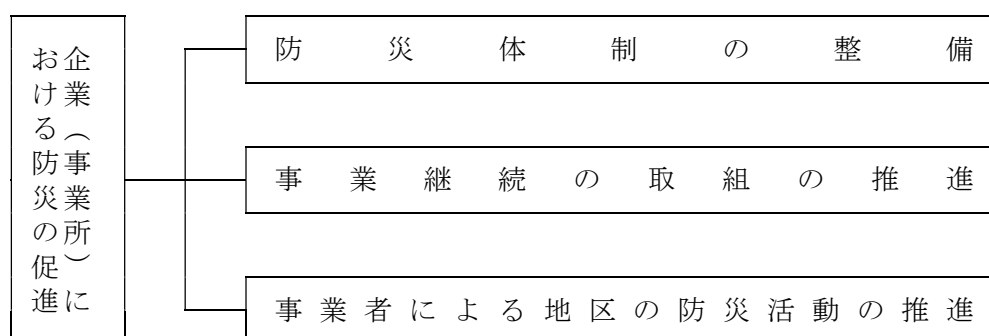 企業（事業所）に
おける防災の促進
防災体制の整備
事業継続の取組の推進
事業者による地区の防災活動の推進